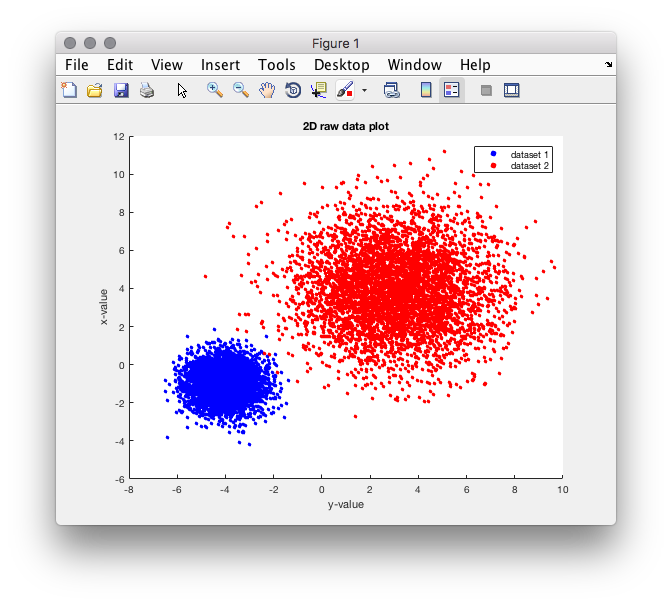 Figure 1
File Edit View Insert Tools Desktop Window Help
2D raw data plot
12
10
8
6
4
2
0
-2
-4
-6
x-value
dataset 1
dataset 2
-8 -6 -4 -2 0 2 4 6 8 10
y-value